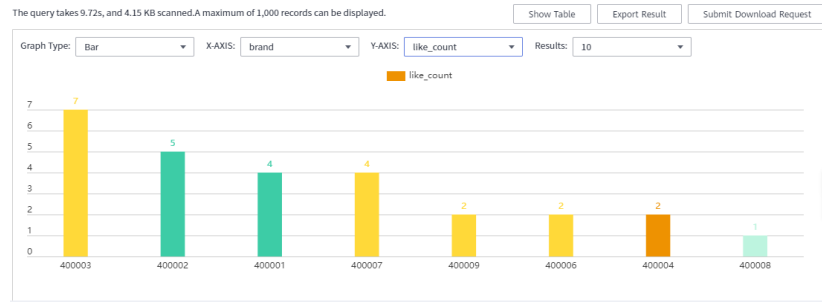 The query takes 9.72s, and 4.15 KB scanned.A maximum of 1,000 records can be displayed. Show Table Export Result Submit Download Request
Graph Type: Bar X-AXIS: brand Y-AXIS: like_count Results: 10
like_count
7
6
5
4
3
2
1
0
7 5 4 4 2 2 2 1
400003 400002 400001 400007 400009 400006 400004 400008